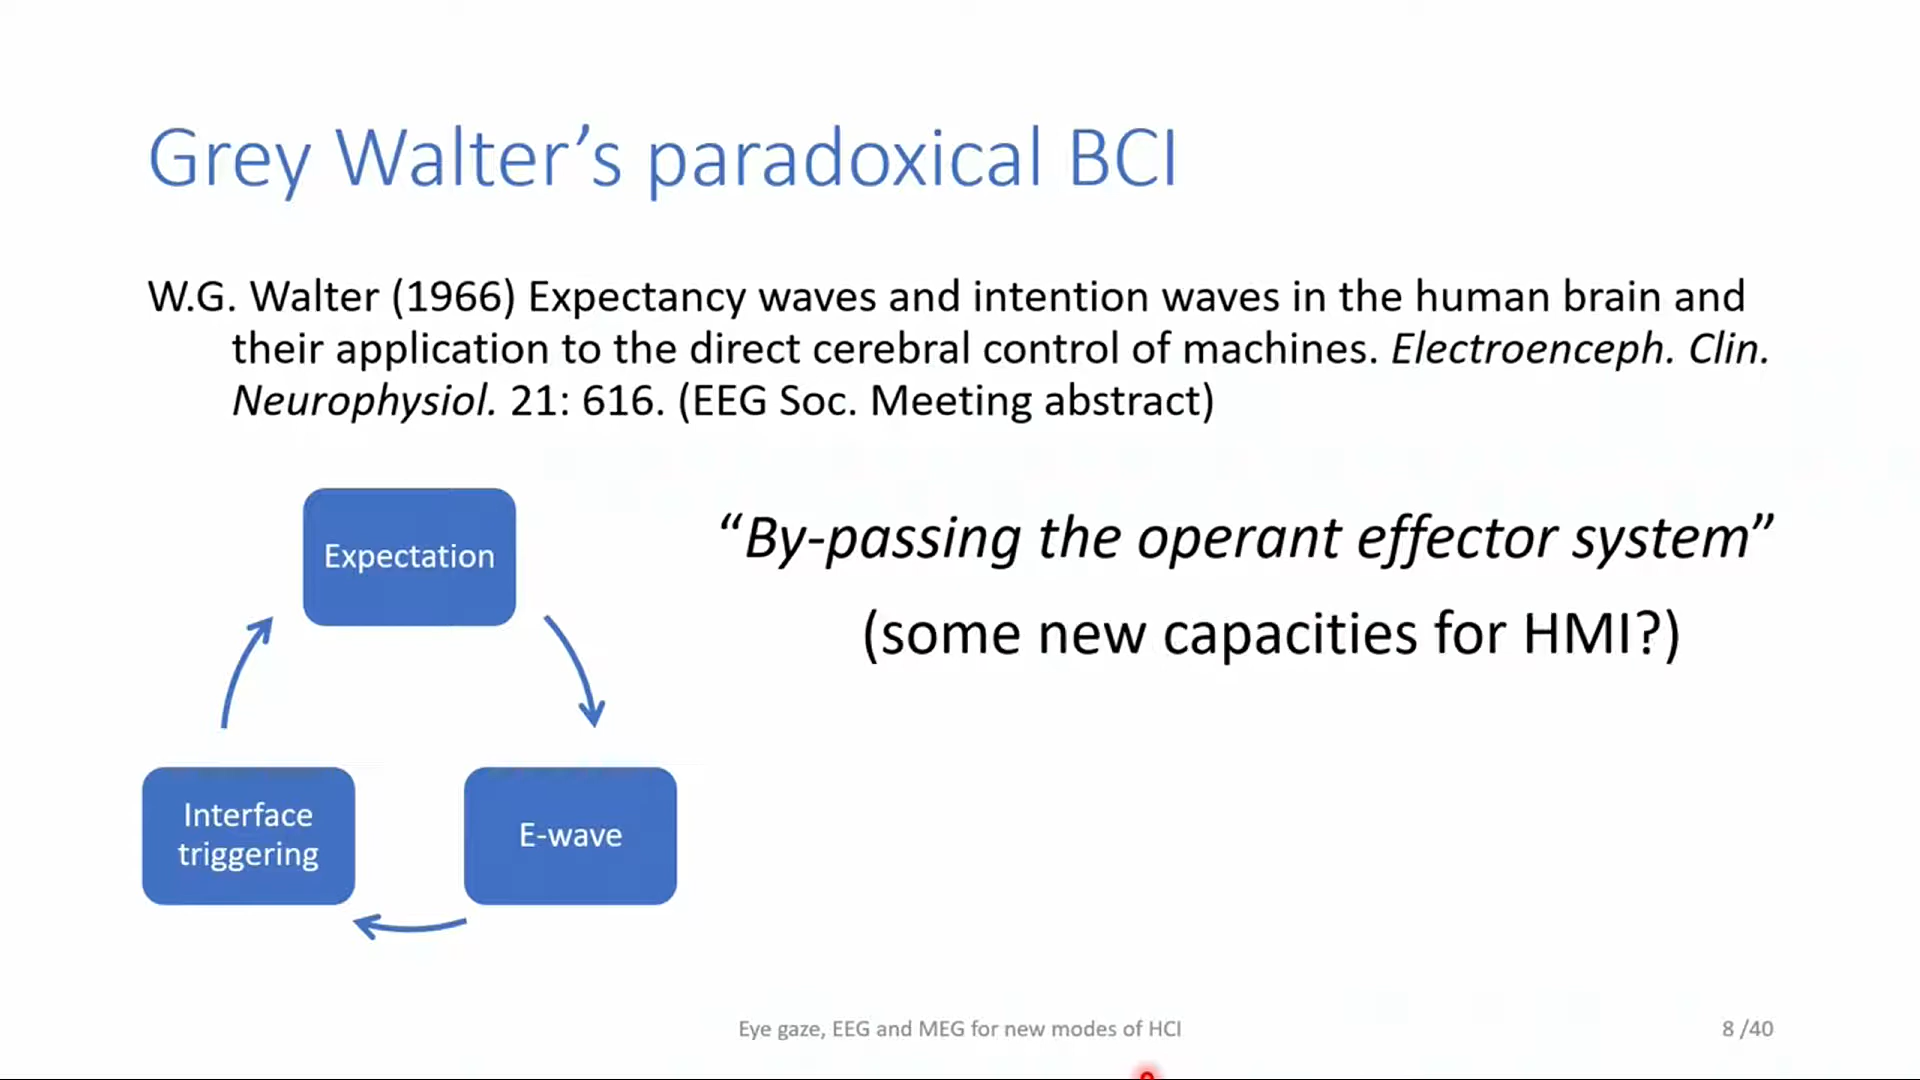 Grey Walter’s paradoxical BCI
W.G. Walter (1966) Expectancy waves and intention waves in the human brain and
their application to the direct cerebral control of machines. Electroenceph. Clin.
Neurophysiol. 21: 616. (EEG Soc. Meeting abstract)
Expectation
“By-passing the operant effector system”
(some new capacities for HMI?)
Interface
triggering
E-wave
Eye gaze, EEG and MEG for new modes of HCI
8 /40